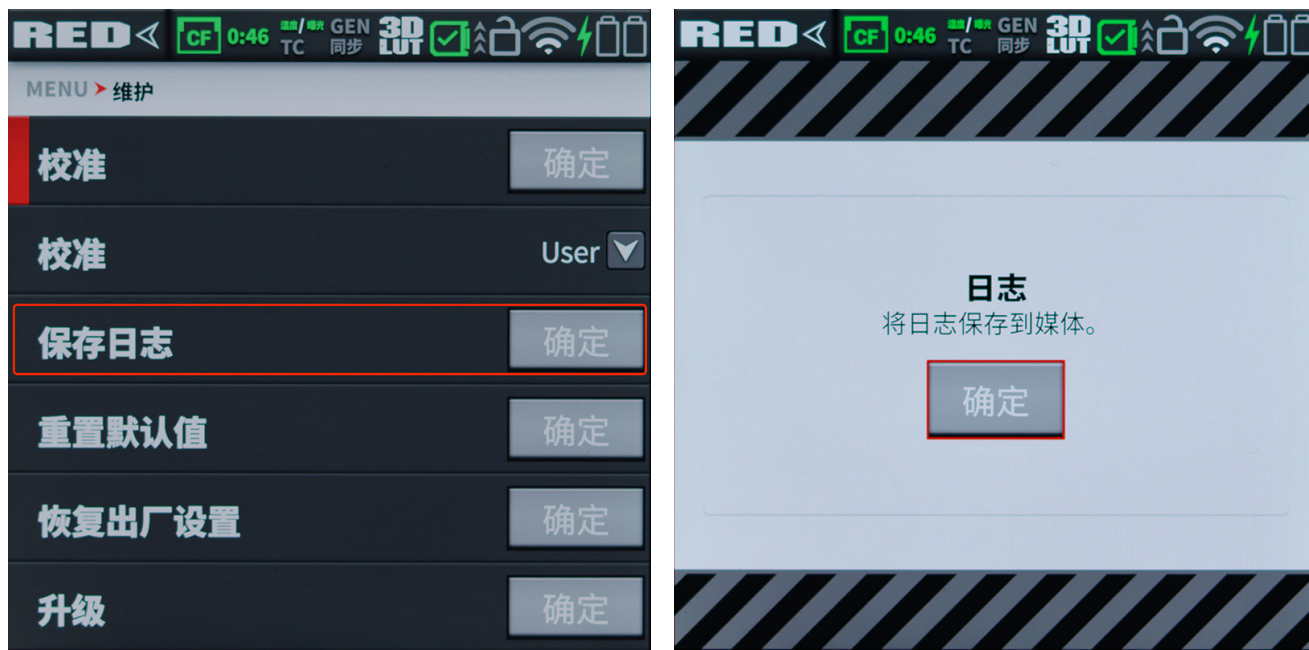 RED CF 0:46 温度/曝光 TC GEN 同步 3D LUT
MENU 维护
校准 确定
校准 User
保存日志 确定
重置默认值 确定
恢复出厂设置 确定
升级 确定
RED CF 0:46 温度/曝光 TC GEN 同步 3D LUT
日志
将日志保存到媒体。
确定